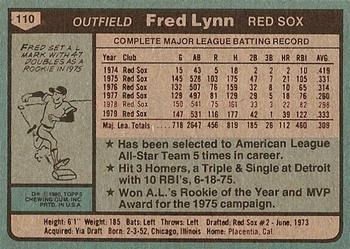 110 OUTFIELD Fred Lynn RED SOX
FRED SET A.L.
MARK WITH 47
DOUBLES AS A
ROOKIE IN 1975
COMPLETE MAJOR LEAGUE BATTING RECORD
Year Club G AB R H 2B 3B HR RBI AVG.
1974 Red Sox 15 43 5 18 2 2 2 10 .419
1975 Red Sox 145 528 103 175 47 7 21 105 .331
1976 Red Sox 132 507 76 159 32 8 10 65 .314
1977 Red Sox 129 497 81 129 29 5 18 76 .260
1978 Red Sox 150 541 75 161 33 3 22 82 .298
1979 Red Sox 147 531 116 177 42 1 39 122 .333
Maj. Lea. Totals 718 2647 456 819 185 26 112 460 .309
★ Has been selected to American League
All-Star Team 5 times in career.
★ Hit 3 Homers, a Triple & Single at Detroit
with 10 RBI's, 6-18-75.
★ Won A.L.'s Rookie of the Year and MVP
Award for the 1975 campaign.
© 1980 TOPPS
CHEWING GUM, INC.
PRTD. IN U.S.A.
Height: 6'1" Weight: 185 Bats: Left Throws: Left Drafted: Red Sox #2 - June, 1973
Acquired: Via Draft Born: 2-3-52, Chicago, Illinois Home: Placentia, Cal.